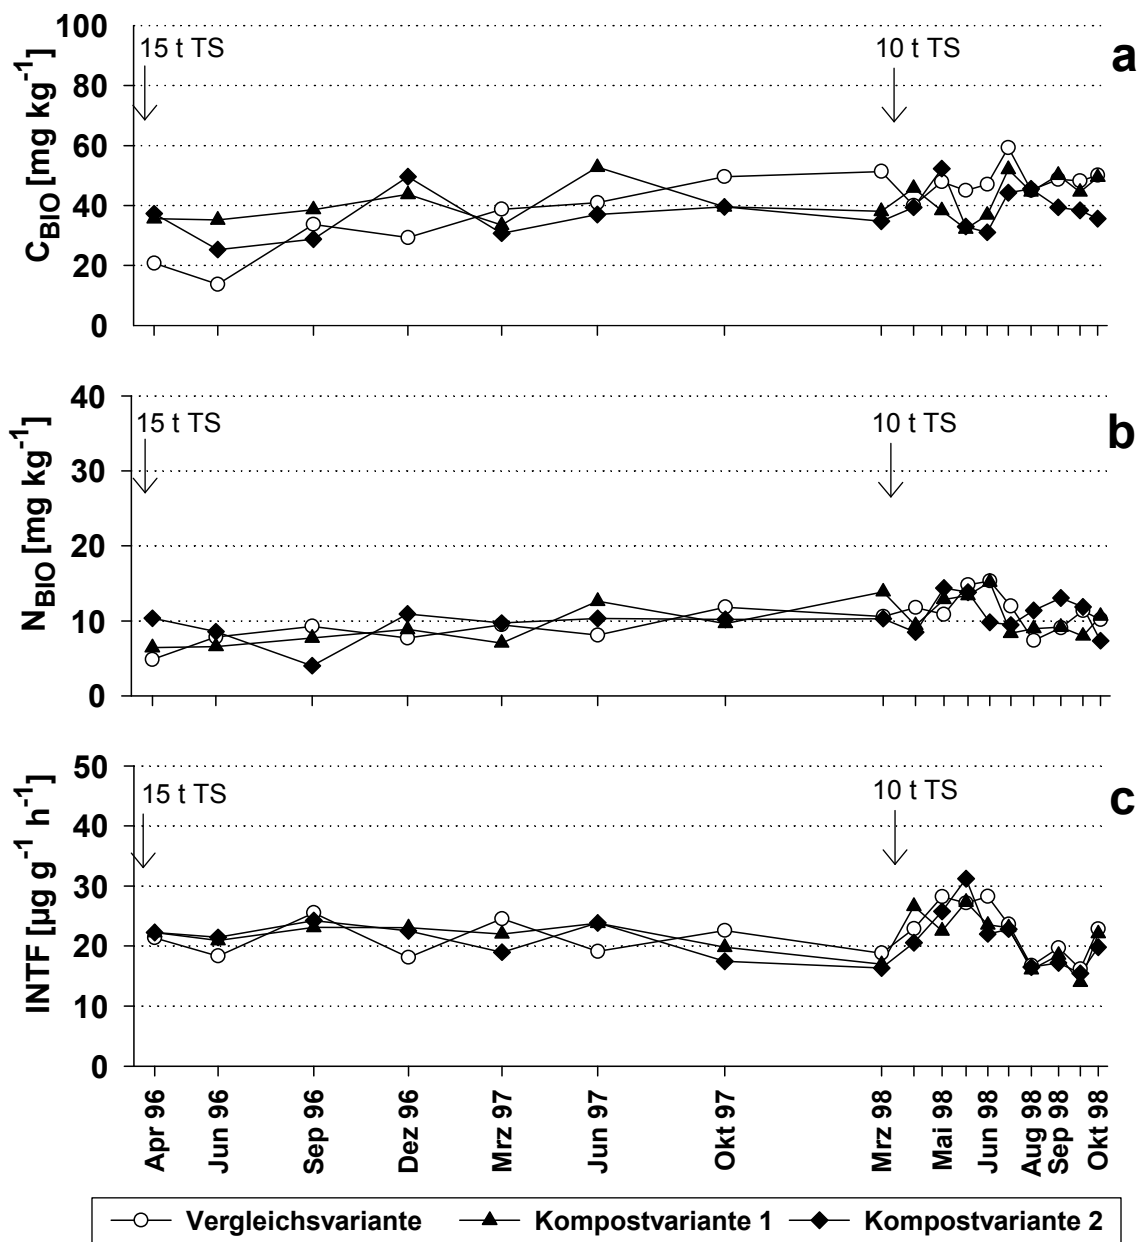 100
80
60
40
20
0
C_BIO [mg kg⁻¹]
15 t TS
10 t TS
a
40
30
20
10
0
N_BIO [mg kg⁻¹]
15 t TS
10 t TS
b
50
40
30
20
10
0
INTF [µg g⁻¹ h⁻¹]
15 t TS
10 t TS
c
Apr 96
Jun 96
Sep 96
Dez 96
Mrz 97
Jun 97
Okt 97
Mrz 98
Mai 98
Jun 98
Aug 98
Sep 98
Okt 98
Vergleichsvariante
Kompostvariante 1
Kompostvariante 2